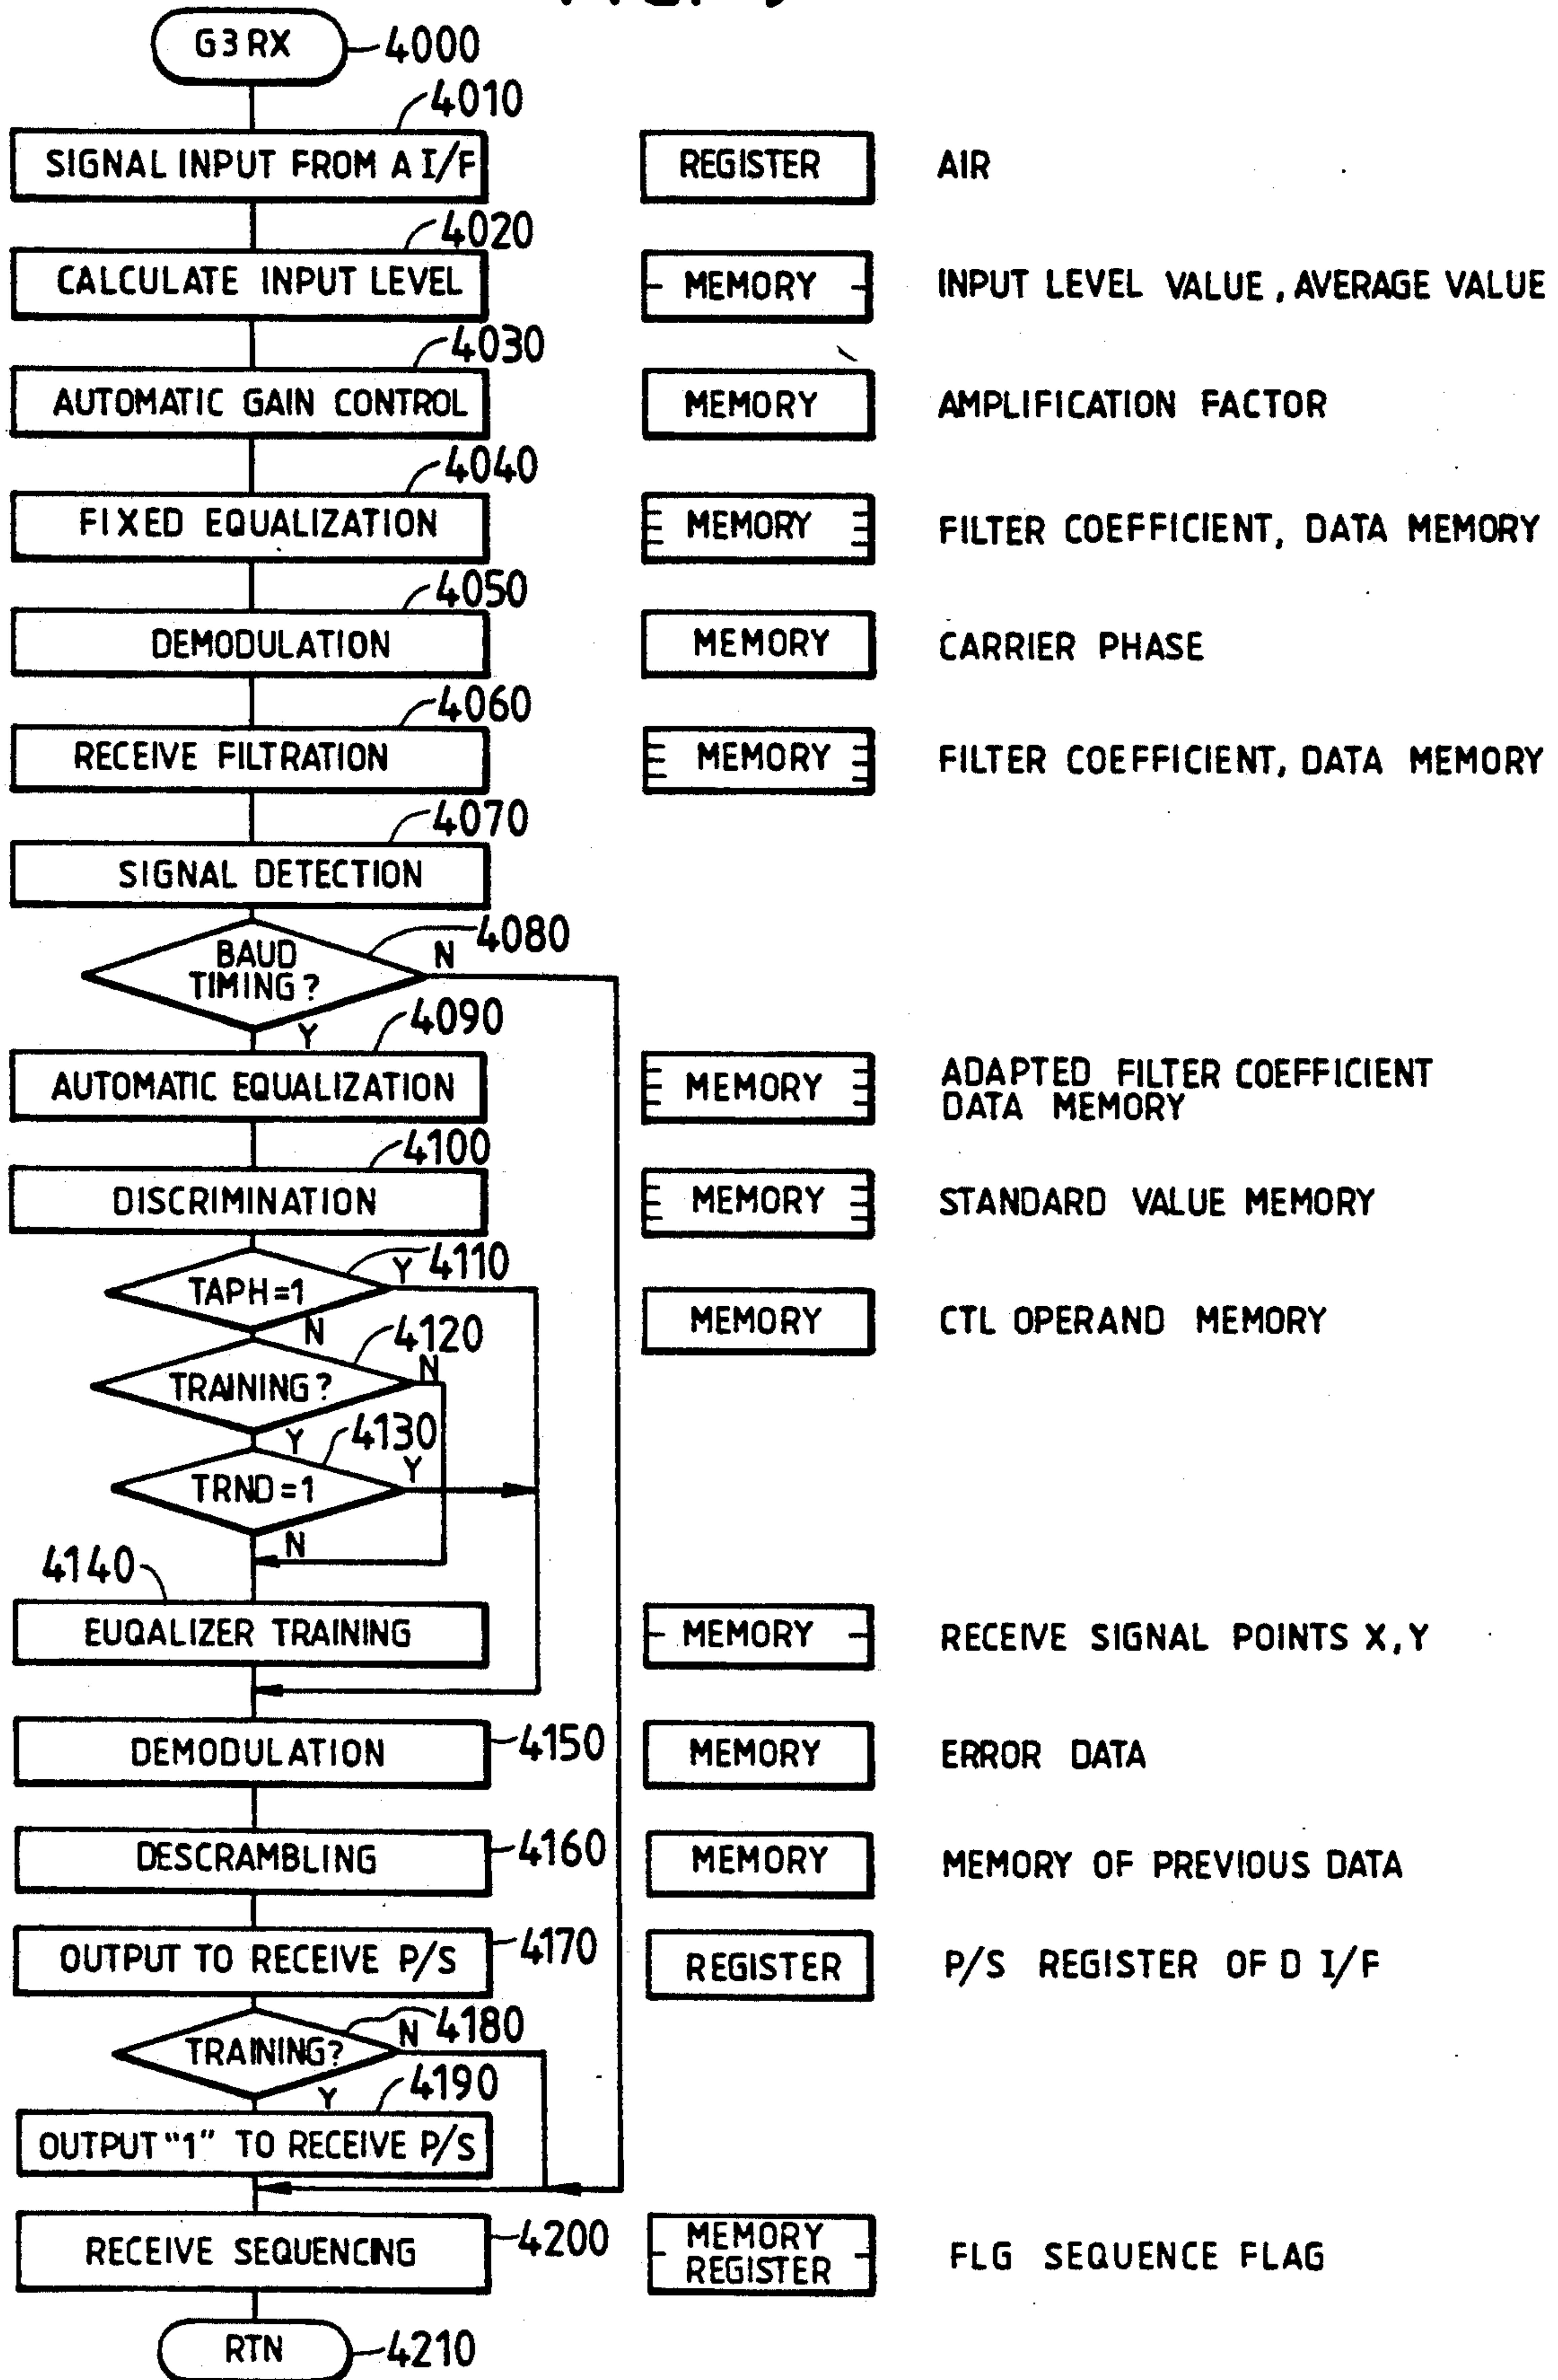 G3 RX
4000
4010
SIGNAL INPUT FROM A I/F
REGISTER
AIR
4020
CALCULATE INPUT LEVEL
MEMORY
INPUT LEVEL VALUE, AVERAGE VALUE
4030
AUTOMATIC GAIN CONTROL
MEMORY
AMPLIFICATION FACTOR
4040
FIXED EQUALIZATION
MEMORY
FILTER COEFFICIENT, DATA MEMORY
4050
DEMODULATION
MEMORY
CARRIER PHASE
4060
RECEIVE FILTRATION
MEMORY
FILTER COEFFICIENT, DATA MEMORY
4070
SIGNAL DETECTION
4080
BAUD
TIMING?
N
Y
4090
AUTOMATIC EQUALIZATION
MEMORY
ADAPTED FILTER COEFFICIENT
DATA MEMORY
4100
DISCRIMINATION
MEMORY
STANDARD VALUE MEMORY
4110
TAPH=1
Y
N
MEMORY
CTL OPERAND MEMORY
4120
TRAINING?
N
Y
4130
TRND=1
Y
N
4140
EUQALIZER TRAINING
MEMORY
RECEIVE SIGNAL POINTS X,Y
DEMODULATION
4150
MEMORY
ERROR DATA
DESCRAMBLING
4160
MEMORY
MEMORY OF PREVIOUS DATA
OUTPUT TO RECEIVE P/S
4170
REGISTER
P/S REGISTER OF D I/F
TRAINING?
N
4180
Y
4190
OUTPUT "1" TO RECEIVE P/S
RECEIVE SEQUENCING
4200
MEMORY
REGISTER
FLG SEQUENCE FLAG
RTN
4210